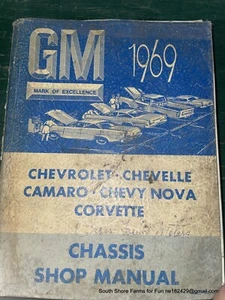 GM 1969
MARK OF EXCELLENCE
CHEVROLET · CHEVELLE
CAMARO · CHEVY NOVA
CORVETTE
CHASSIS
SHOP MANUAL
South Shore Farms for Fun ne182429@gmail.com